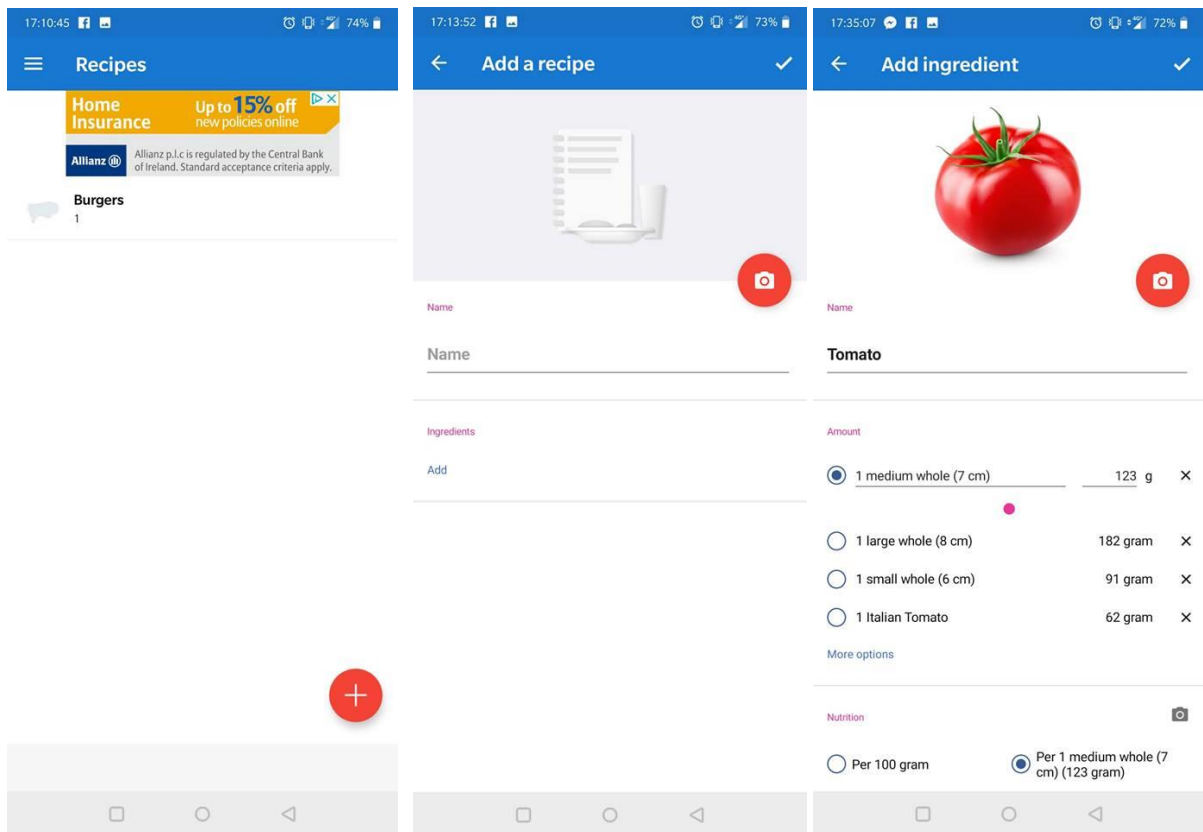 17:10:45 74%
Recipes
Home
Insurance
Up to 15% off
new policies online
Allianz
Allianz p.l.c is regulated by the Central Bank
of Ireland. Standard acceptance criteria apply.
Burgers
1
17:13:52 73%
Add a recipe
Name
Name
Ingredients
Add
17:35:07 72%
Add ingredient
Name
Tomato
Amount
1 medium whole (7 cm) 123 g
1 large whole (8 cm) 182 gram
1 small whole (6 cm) 91 gram
1 Italian Tomato 62 gram
More options
Nutrition
Per 100 gram
Per 1 medium whole (7
cm) (123 gram)